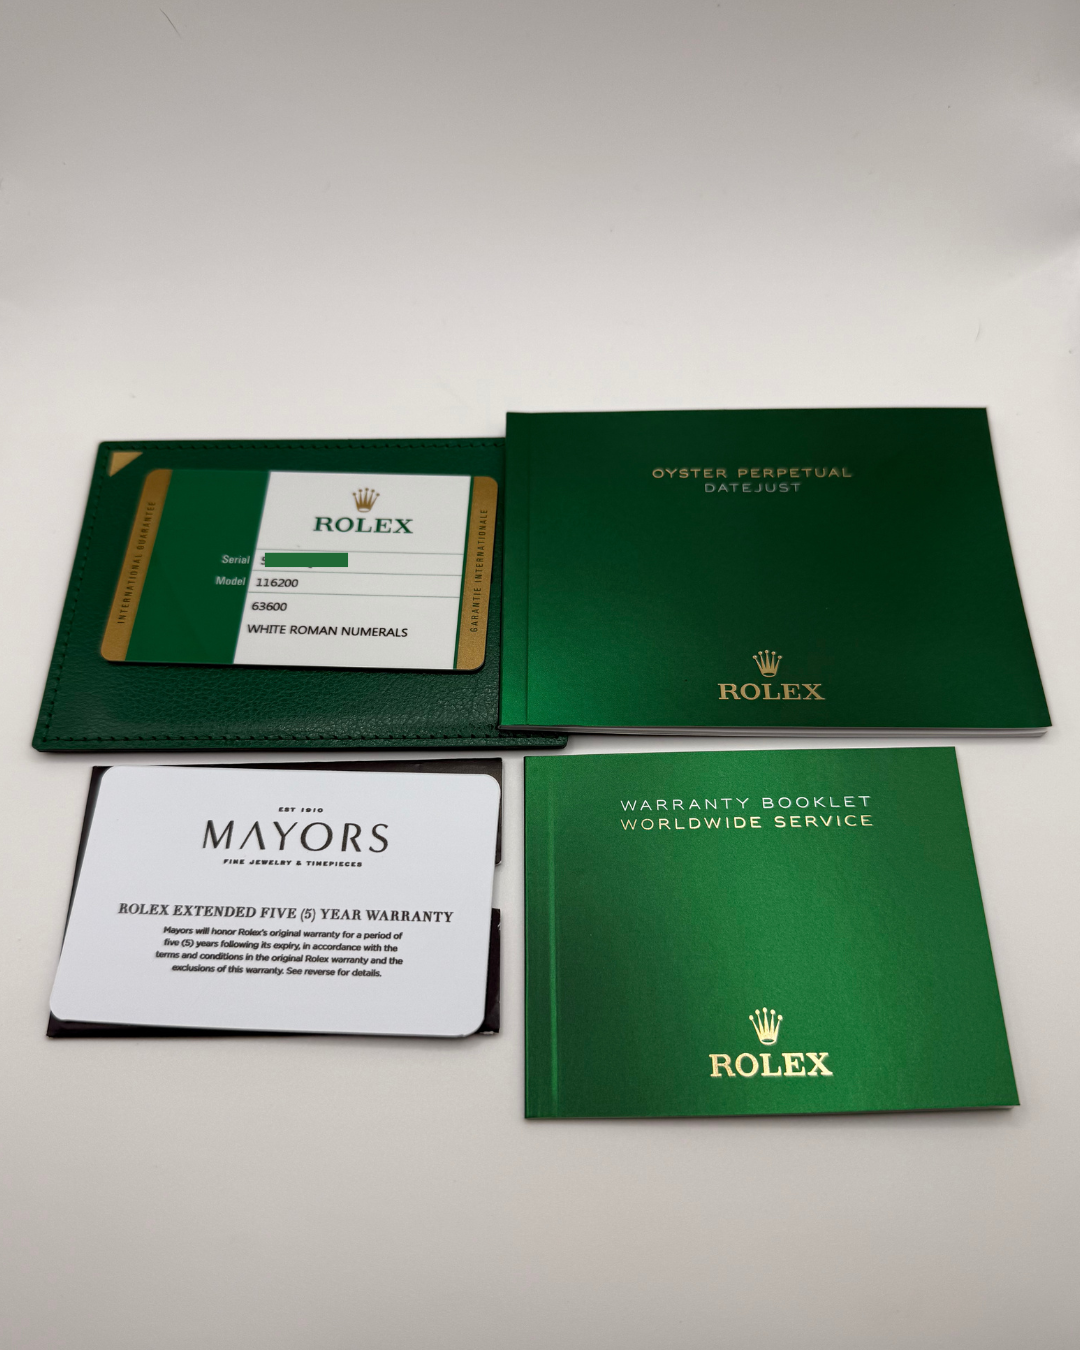 INTERNATIONAL GUARANTEE
ROLEX
Serial
Model 116200
63600
WHITE ROMAN NUMERALS
GARANTIE INTERNATIONALE
OYSTER PERPETUAL
DATEJUST
ROLEX
EST 1910
MAYORS
FINE JEWELRY & TIMEPIECES
ROLEX EXTENDED FIVE (5) YEAR WARRANTY
Mayors will honor Rolex's original warranty for a period of
five (5) years following its expiry, in accordance with the
terms and conditions in the original Rolex warranty and the
exclusions of this warranty. See reverse for details.
WARRANTY BOOKLET
WORLDWIDE SERVICE
ROLEX